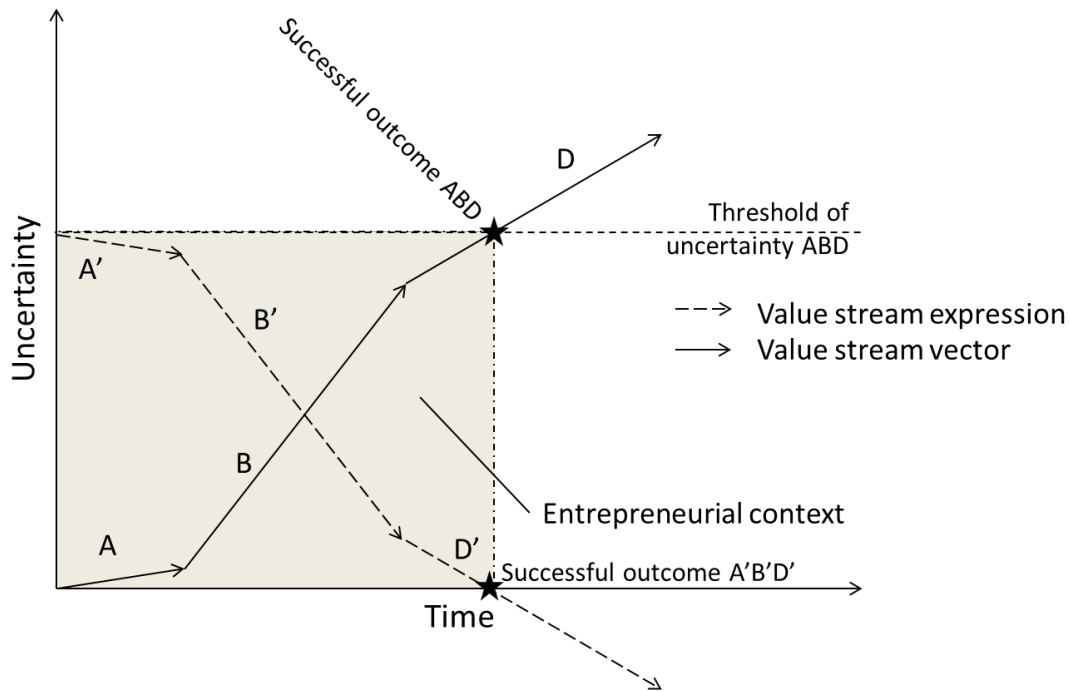 Successful outcome ABD
D
Threshold of
uncertainty ABD
Uncertainty
A’
B’
Value stream expression
Value stream vector
B
Entrepreneurial context
A
D’
Successful outcome A’B’D’
Time